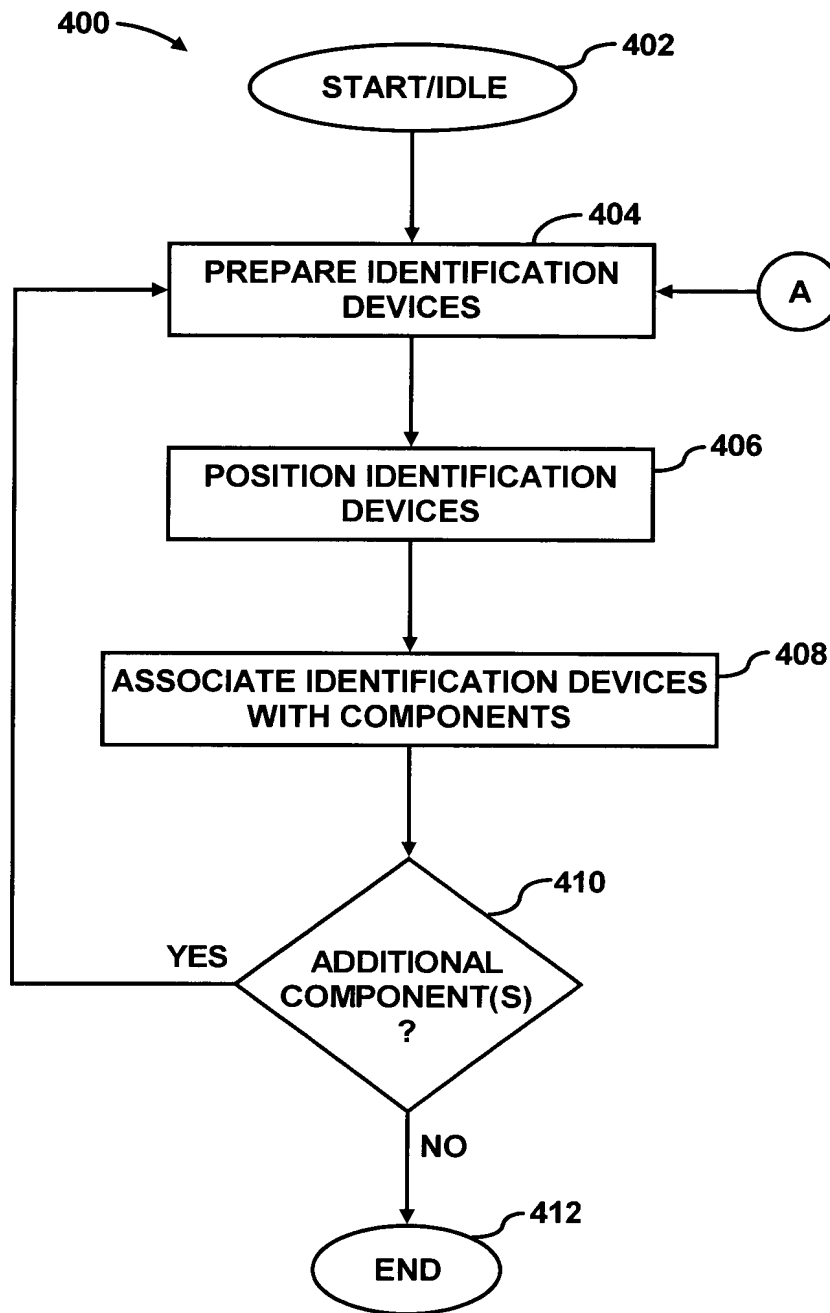 400
402
START/IDLE
404
PREPARE IDENTIFICATION
DEVICES
A
406
POSITION IDENTIFICATION
DEVICES
408
ASSOCIATE IDENTIFICATION DEVICES
WITH COMPONENTS
410
YES
ADDITIONAL
COMPONENT(S)
?
NO
412
END